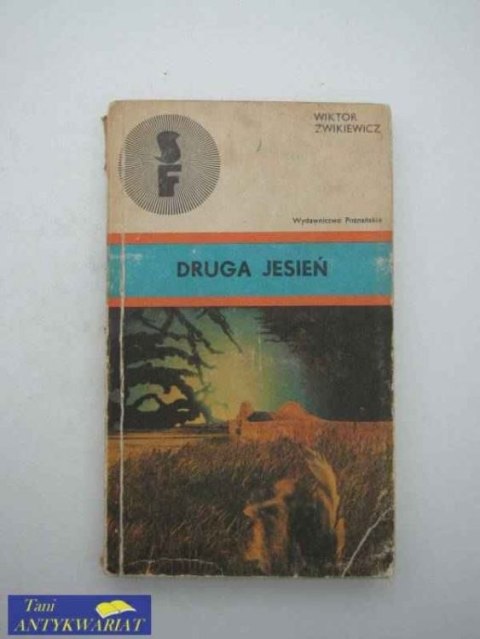 SF
WIKTOR
ŻWIKIEWICZ
Wydawnictwo Poznańskie
DRUGA JESIEŃ
Tani
ANTYKWARIAT